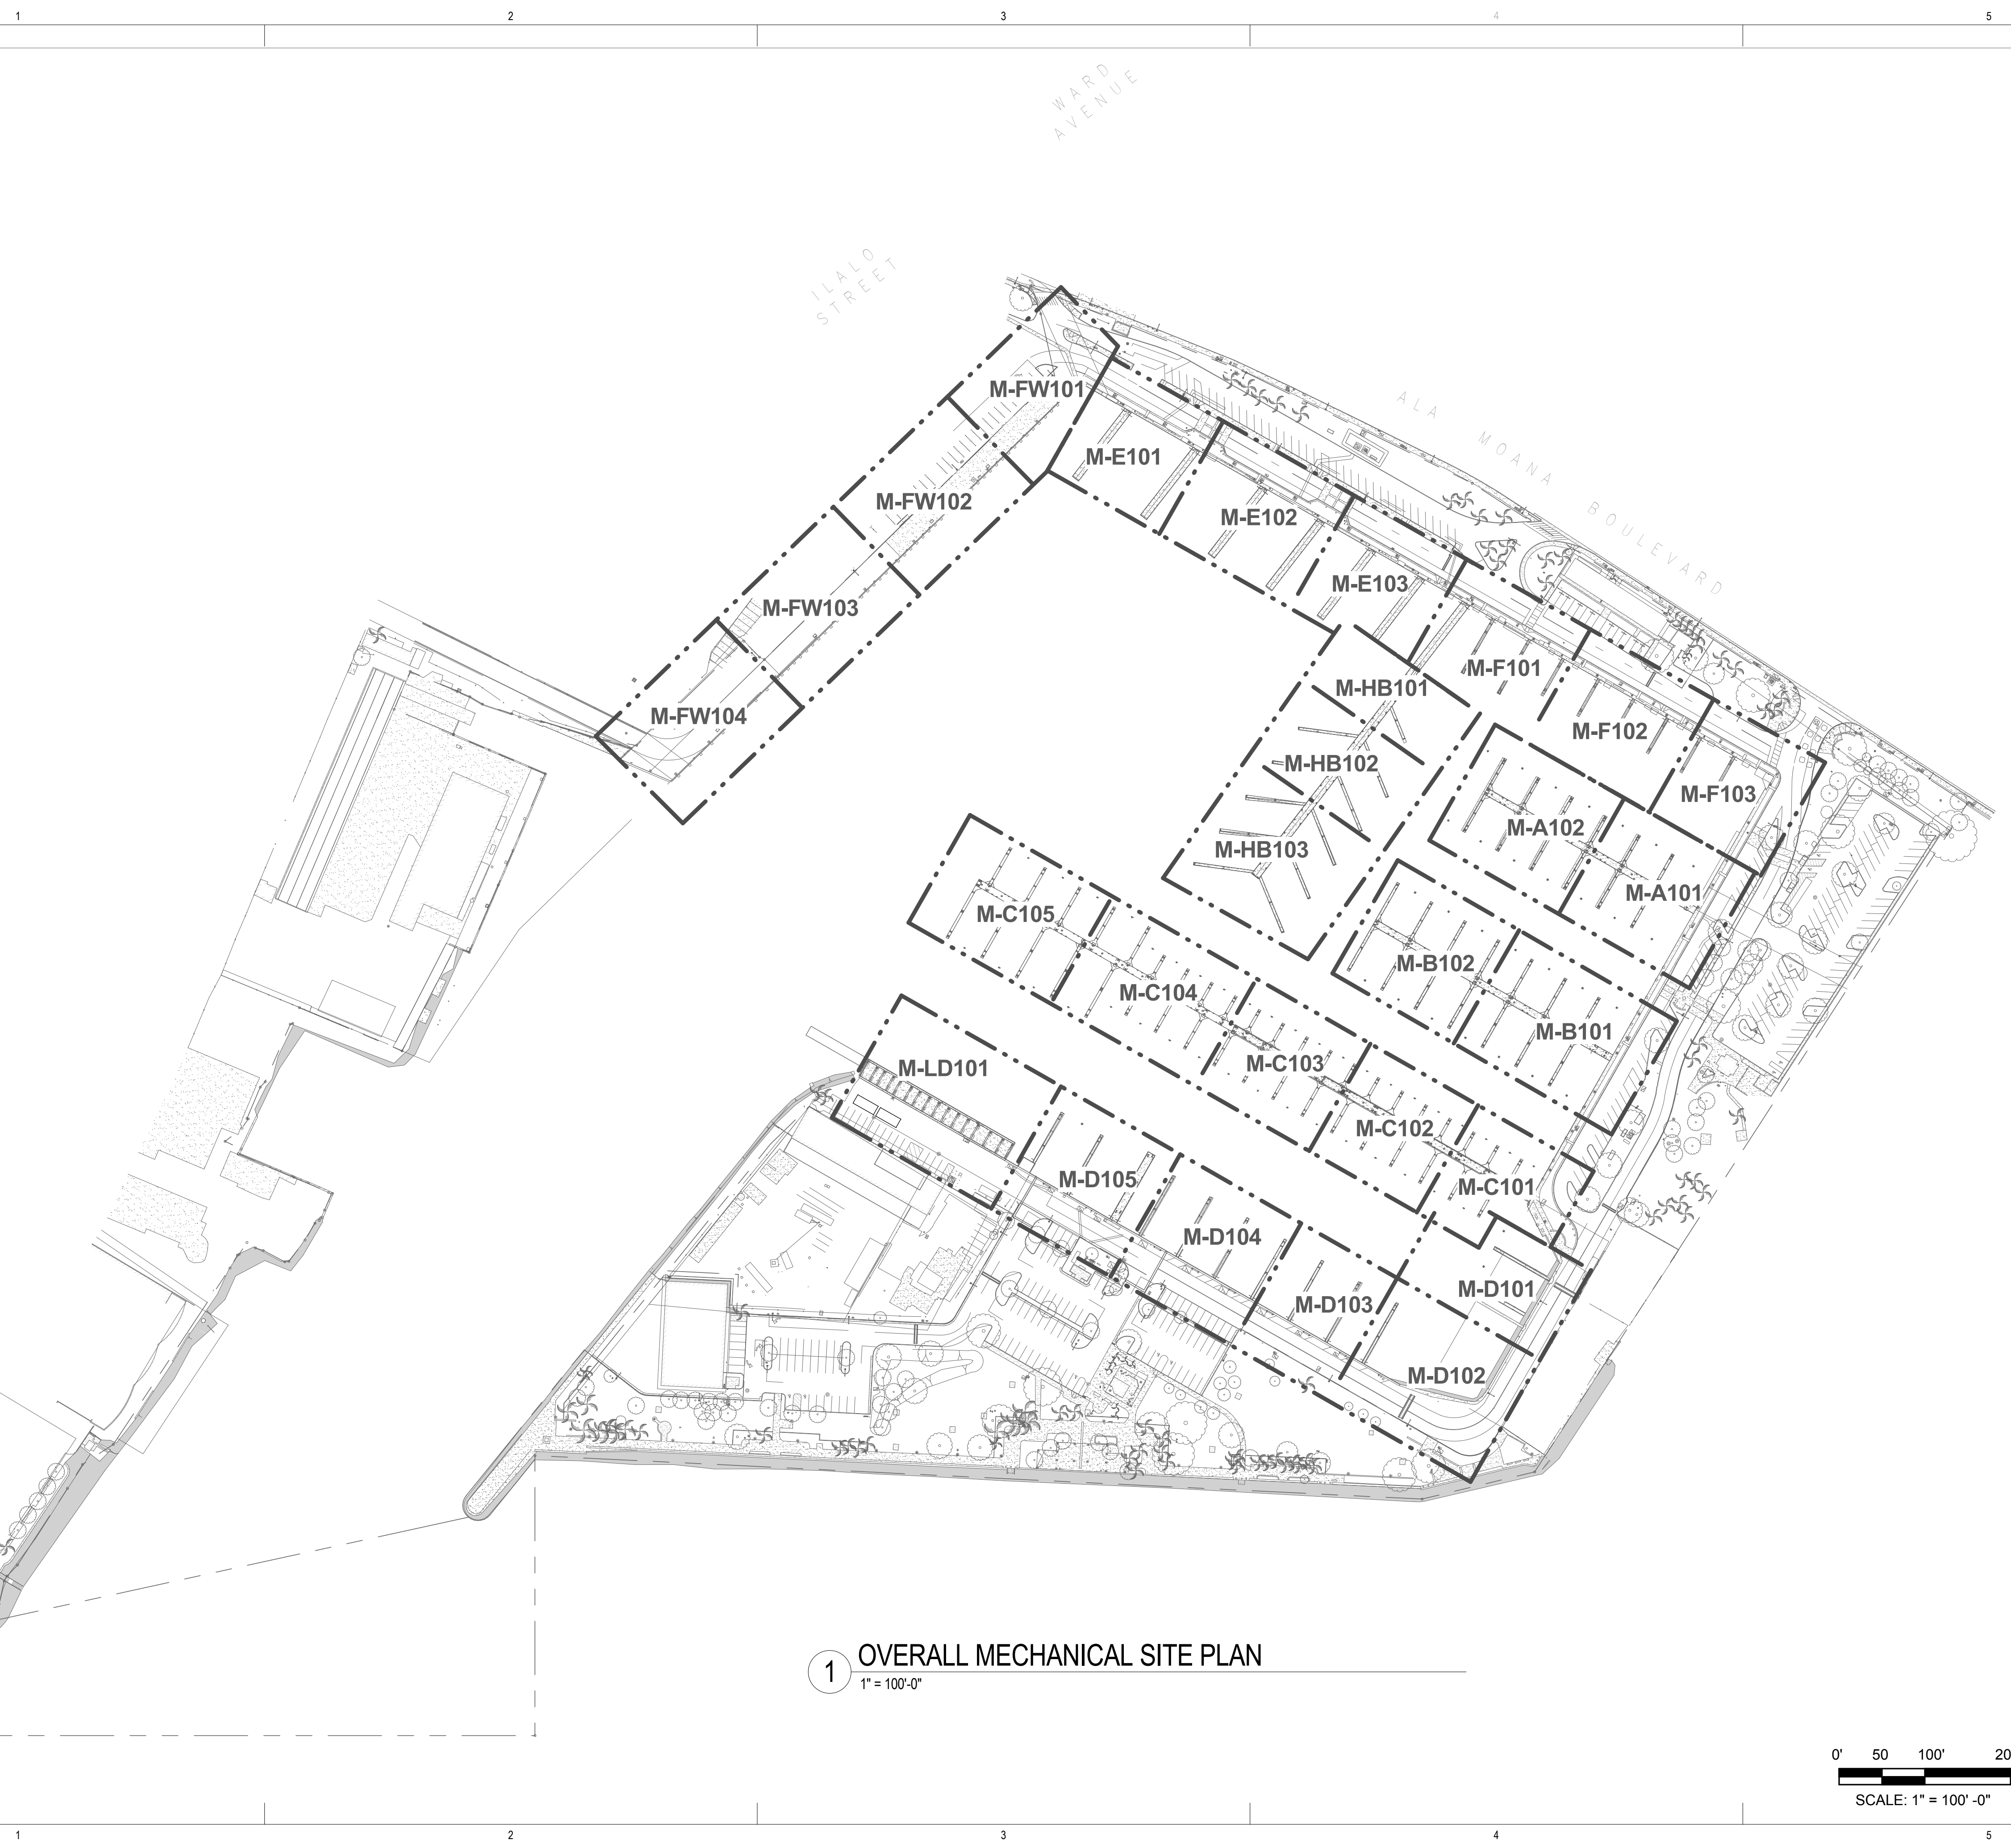 1 2 3 4 5
WARD
AVENUE
ILALO
STREET
ALA MOANA BOULEVARD
M-FW101
M-E101
M-FW102
M-E102
M-E103
M-FW103
M-F101
M-HB101
M-FW104
M-F102
M-HB102
M-F103
M-A102
M-HB103
M-A101
M-C105
M-B102
M-C104
M-B101
M-C103
M-LD101
M-C102
M-D105
M-C101
M-D104
M-D101
M-D103
M-D102
1 OVERALL MECHANICAL SITE PLAN
1" = 100'-0"
0' 50 100' 20
SCALE: 1" = 100' -0"
1 2 3 4 5